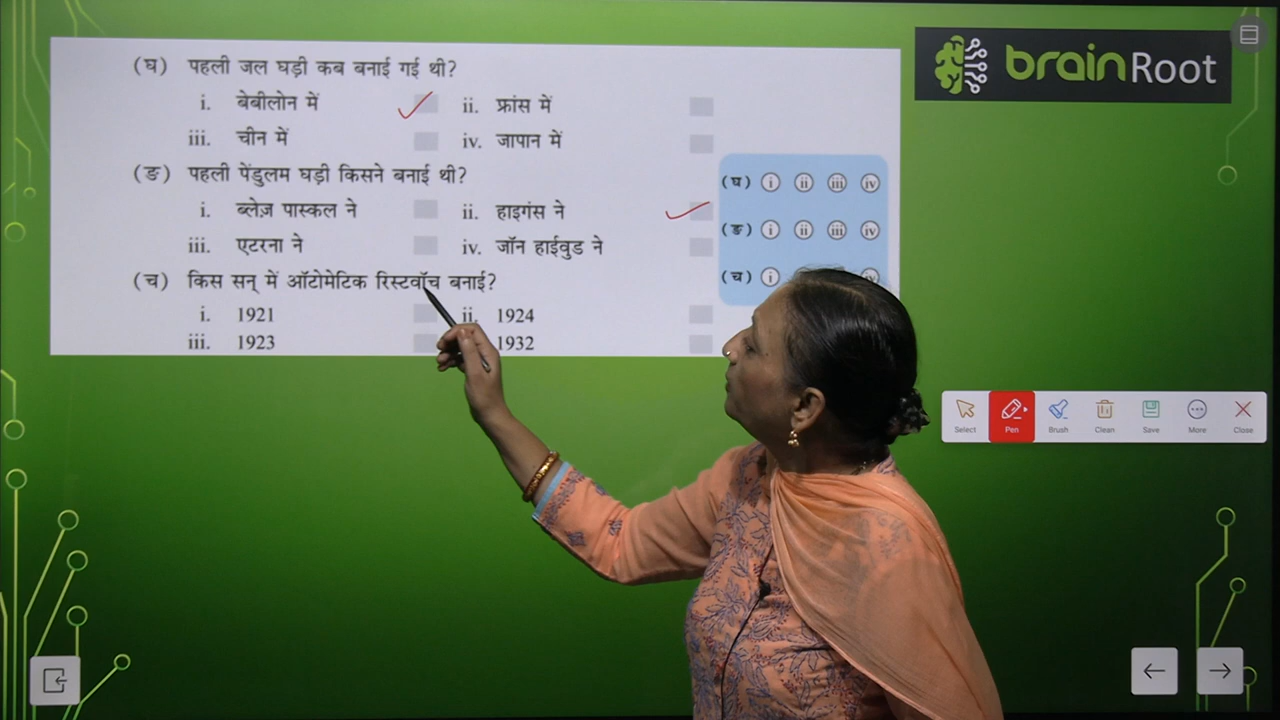 (घ) पहली जल घड़ी कब बनाई गई थी?
i. बेबीलोन में ii. फ्रांस में
iii. चीन में iv. जापान में
(ङ) पहली पेंडुलम घड़ी किसने बनाई थी?
i. ब्लेज़ पास्कल ने ii. हाइगंस ने
iii. एटरना ने iv. जॉन हाईवुड ने
(च) किस सन् में ऑटोमेटिक रिस्टवॉच बनाई?
i. 1921 ii. 1924
iii. 1923 1932
(घ) i ii iii iv
(ङ) i ii iii iv
(च) i iv
brainRoot
Select Pen Brush Clean Save More Close